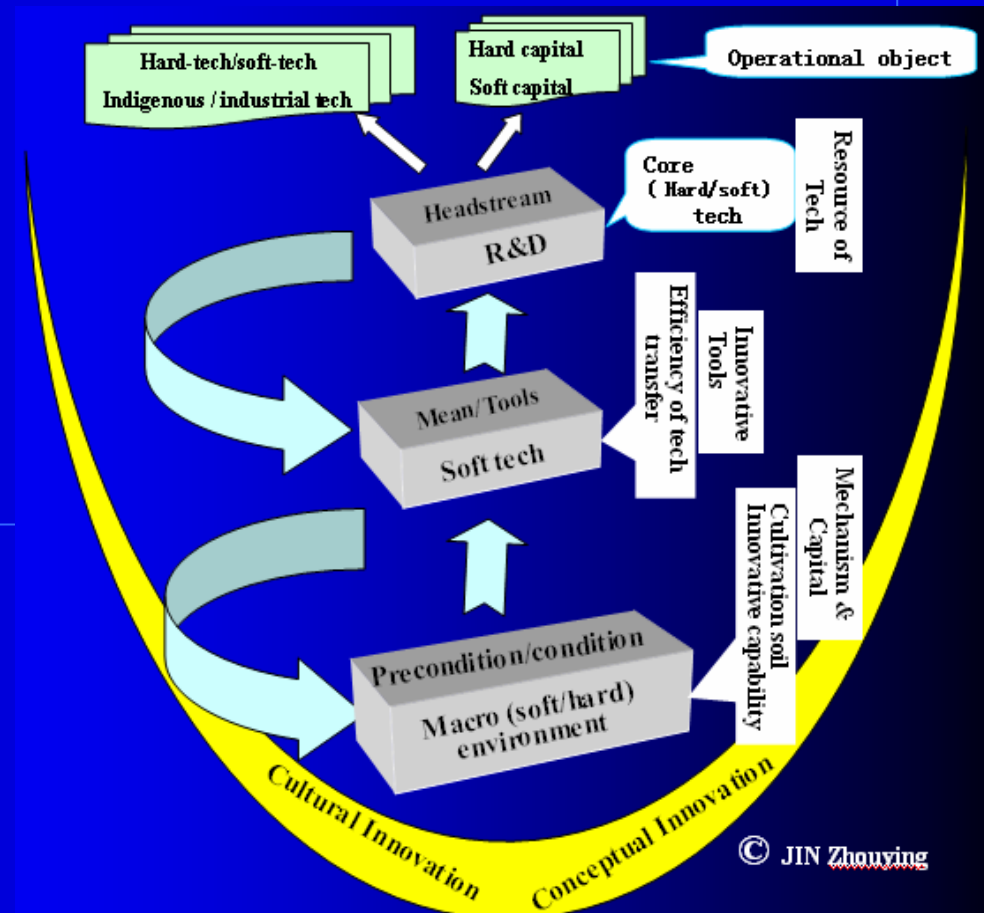 Hard-tech/soft-tech
Indigenous / industrial tech
Hard capital
Soft capital
Operational object
Headstream
R&D
Core
( Hard/soft)
tech
Resource of
Tech
Mean/Tools
Soft tech
Efficiency of tech
transfer
Innovative
Tools
Precondition/condition
Macro (soft/hard)
environment
Cultivation soil
Innovative capability
Mechanism &
Capital
Cultural Innovation
Conceptual Innovation
© JIN Zhouying